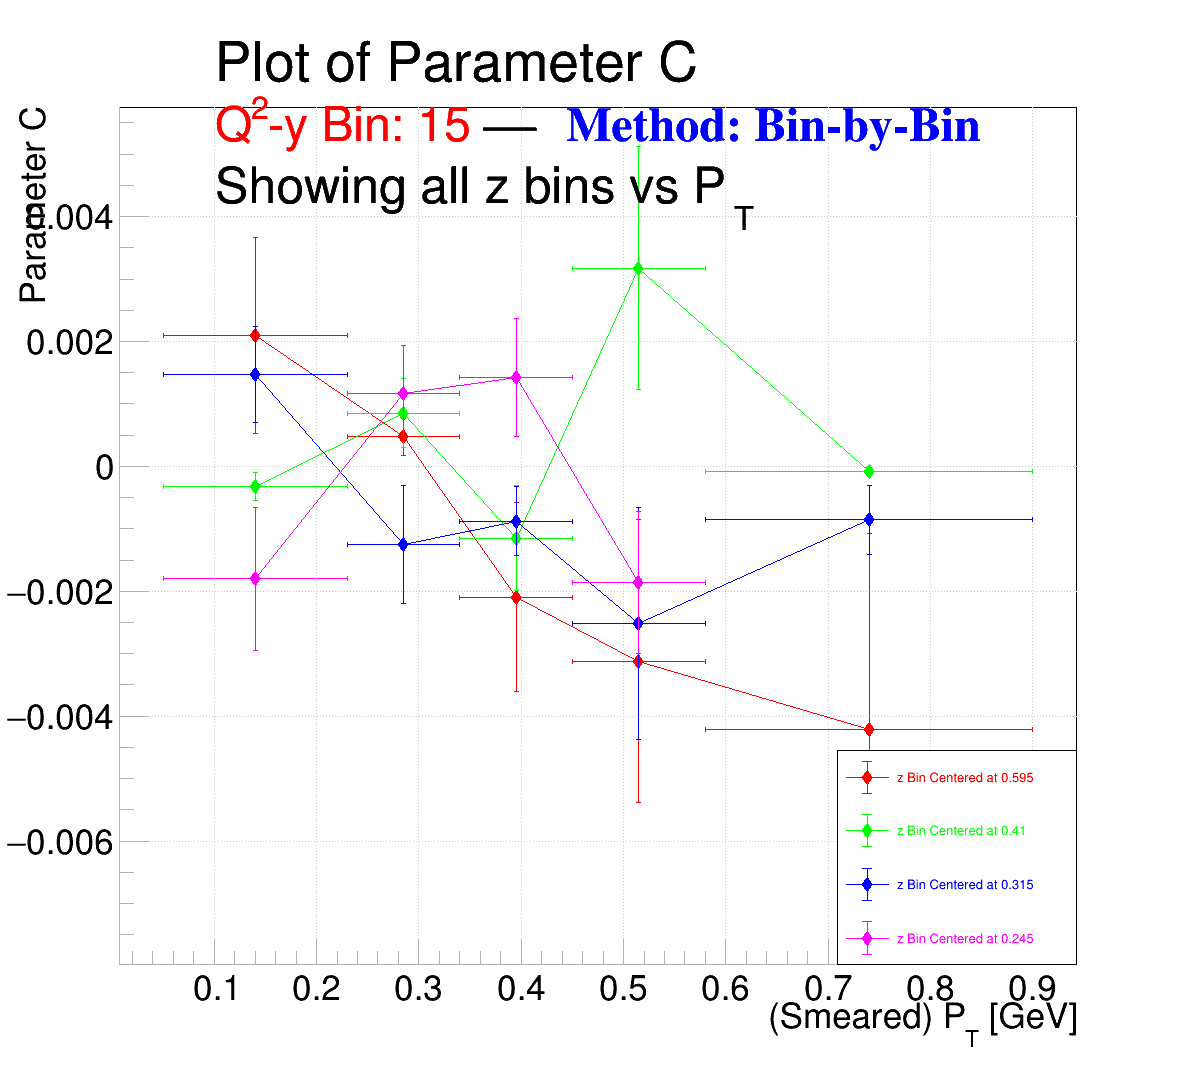 Plot of Parameter C
Q²-y Bin: 15 — Method: Bin-by-Bin
Showing all z bins vs P_T
Parameter C
0.004
0.002
0
−0.002
−0.004
−0.006
z Bin Centered at 0.595
z Bin Centered at 0.41
z Bin Centered at 0.315
z Bin Centered at 0.245
0.1 0.2 0.3 0.4 0.5 0.6 0.7 0.8 0.9
(Smeared) P_T [GeV]